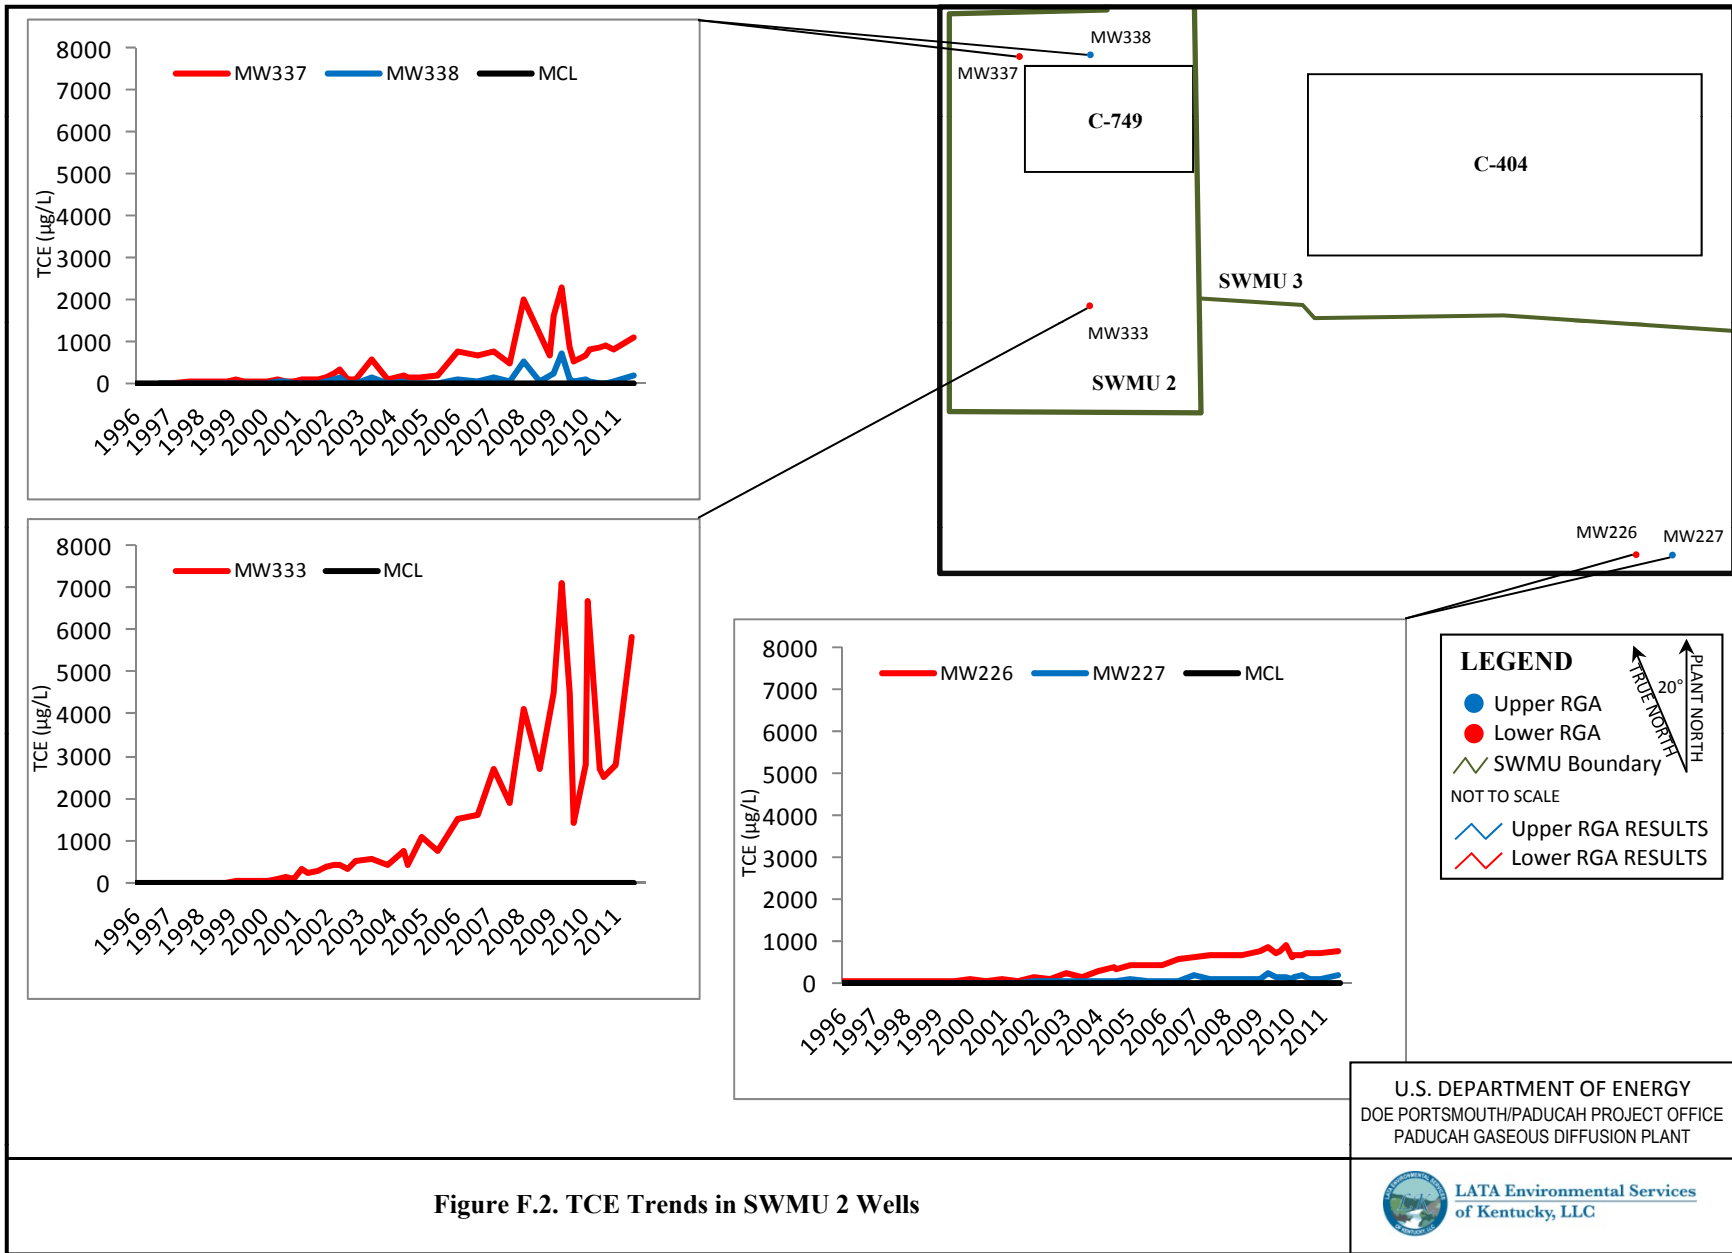 8000
7000
6000
5000
4000
3000
2000
1000
0
TCE (µg/L)
MW337 MW338 MCL
1996 1997 1998 1999 2000 2001 2002 2003 2004 2005 2006 2007 2008 2009 2010 2011
MW338
MW337
C-749
C-404
SWMU 3
MW333
SWMU 2
MW226 MW227
8000
7000
6000
5000
4000
3000
2000
1000
0
TCE (µg/L)
MW333 MCL
1996 1997 1998 1999 2000 2001 2002 2003 2004 2005 2006 2007 2008 2009 2010 2011
8000
7000
6000
5000
4000
3000
2000
1000
0
TCE (µg/L)
MW226 MW227 MCL
1996 1997 1998 1999 2000 2001 2002 2003 2004 2005 2006 2007 2008 2009 2010 2011
LEGEND
Upper RGA
Lower RGA
SWMU Boundary
NOT TO SCALE
Upper RGA RESULTS
Lower RGA RESULTS
TRUE NORTH
20°
PLANT NORTH
U.S. DEPARTMENT OF ENERGY
DOE PORTSMOUTH/PADUCAH PROJECT OFFICE
PADUCAH GASEOUS DIFFUSION PLANT
Figure F.2. TCE Trends in SWMU 2 Wells
LATA Environmental Services
of Kentucky, LLC